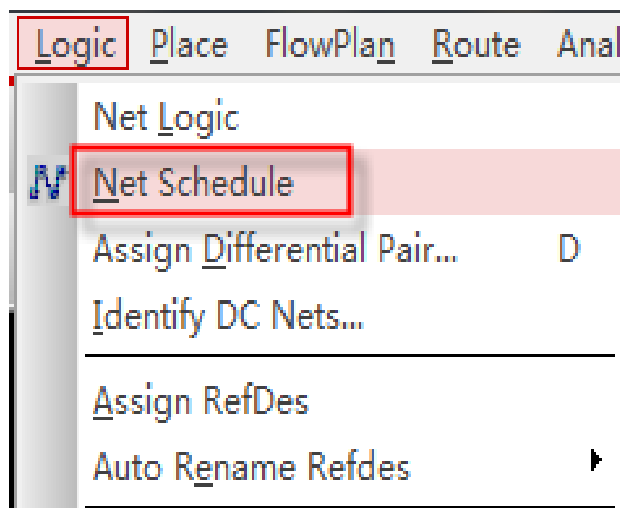 Logic Place FlowPlan Route Anal
Net Logic
Net Schedule
Assign Differential Pair... D
Identify DC Nets...
Assign RefDes
Auto Rename Refdes